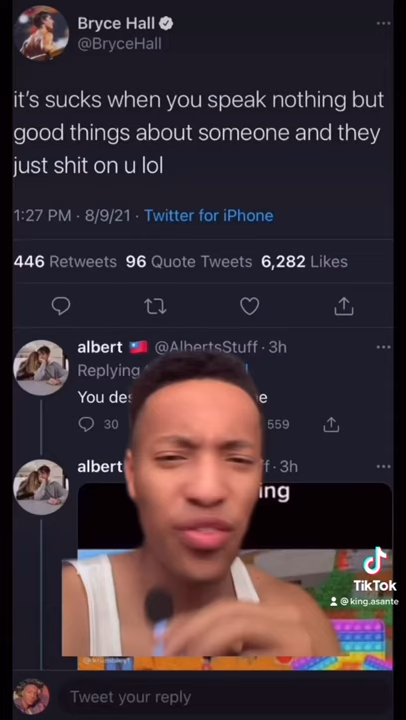 Bryce Hall
@BryceHall
it's sucks when you speak nothing but
good things about someone and they
just shit on u lol
1:27 PM · 8/9/21 · Twitter for iPhone
446 Retweets 96 Quote Tweets 6,282 Likes
albert 🇹🇼 @AlbertsStuff · 3h
Replying
You
30 559
albert · 3h
TikTok
@king.asante
Tweet your reply